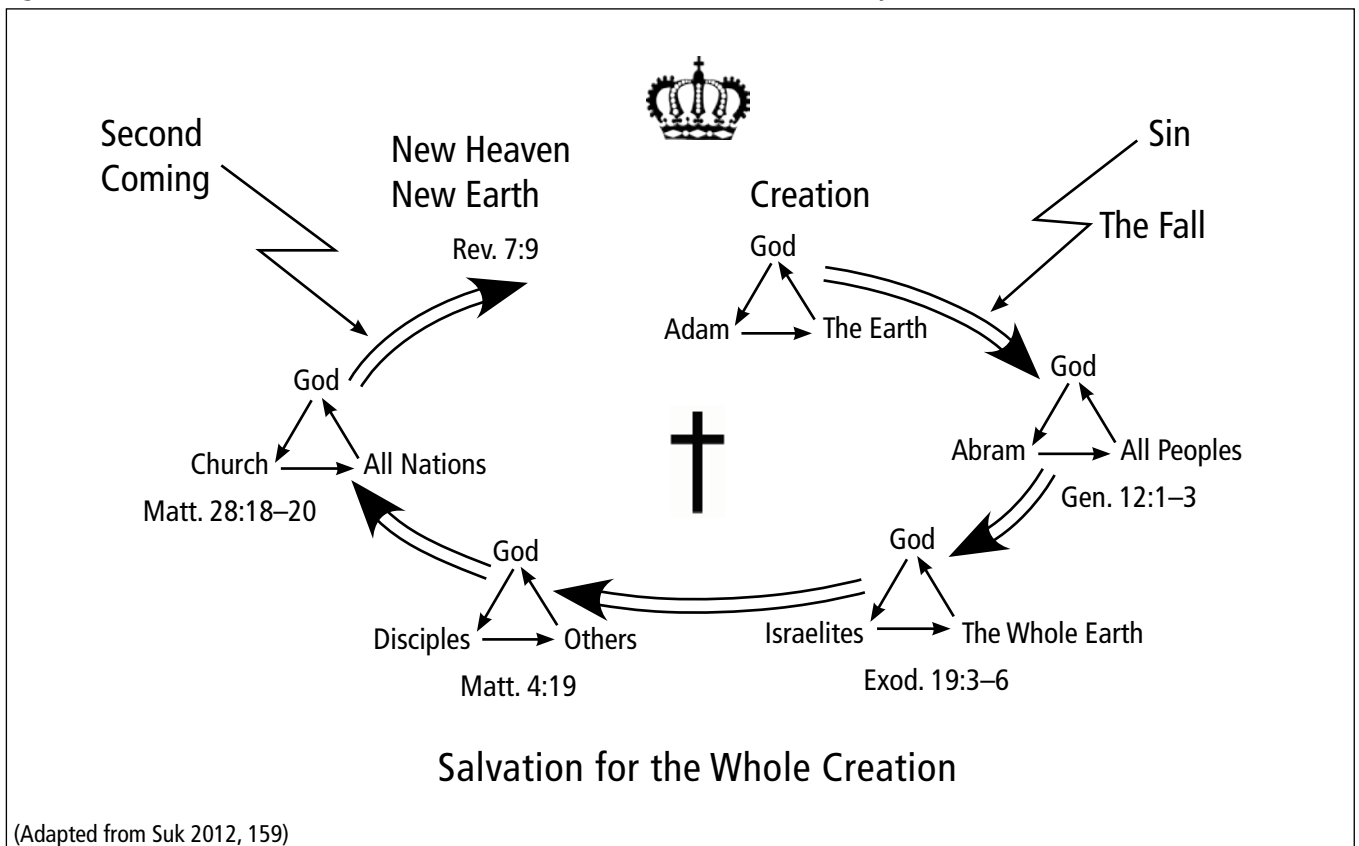 Second
Coming
New Heaven
New Earth
Rev. 7:9
Creation
Sin
The Fall
God
Adam
The Earth
God
Abram
All Peoples
Gen. 12:1–3
God
Israelites
The Whole Earth
Exod. 19:3–6
God
Disciples
Others
Matt. 4:19
God
Church
All Nations
Matt. 28:18–20
Salvation for the Whole Creation
(Adapted from Suk 2012, 159)